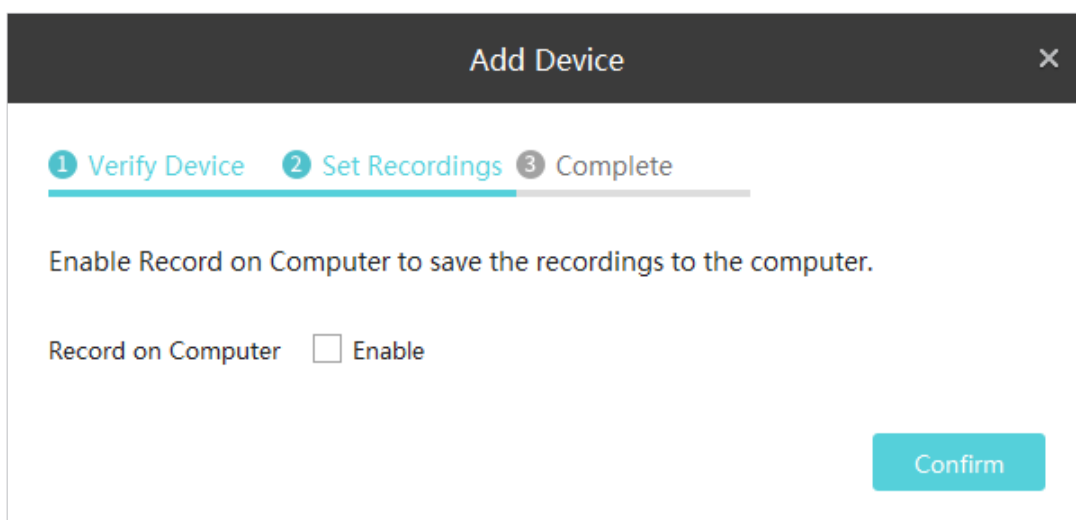 Add Device
1 Verify Device 2 Set Recordings 3 Complete
Enable Record on Computer to save the recordings to the computer.
Record on Computer Enable
Confirm